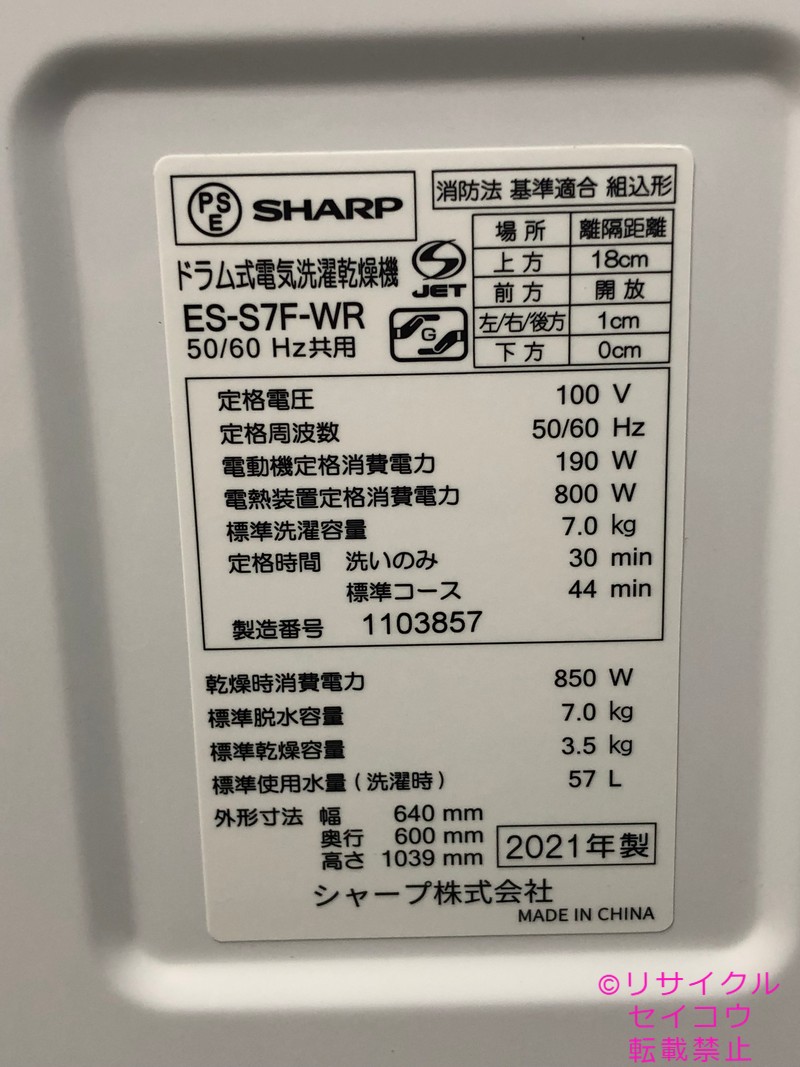 PSE SHARP
消防法 基準適合 組込形
ドラム式電気洗濯乾燥機
JET
ES-S7F-WR
G
50/60 Hz共用
場所 離隔距離
上方 18cm
前方 開放
左/右/後方 1cm
下方 0cm
定格電圧 100 V
定格周波数 50/60 Hz
電動機定格消費電力 190 W
電熱装置定格消費電力 800 W
標準洗濯容量 7.0 kg
定格時間 洗いのみ 30 min
標準コース 44 min
製造番号 1103857
乾燥時消費電力 850 W
標準脱水容量 7.0 kg
標準乾燥容量 3.5 kg
標準使用水量(洗濯時) 57 L
外形寸法 幅 640 mm
奥行 600 mm
高さ 1039 mm
2021年製
シャープ株式会社
MADE IN CHINA
©リサイクル
セイコウ
転載禁止